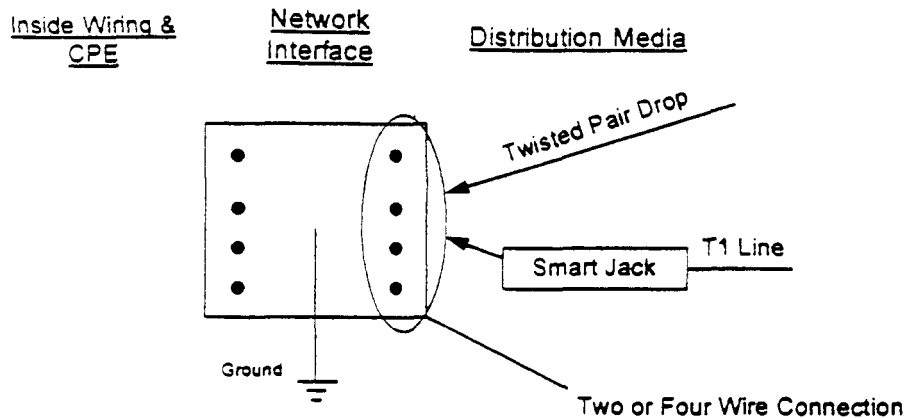 Inside Wiring &
CPE
Network
Interface
Distribution Media
Twisted Pair Drop
T1 Line
Smart Jack
Ground
Two or Four Wire Connection